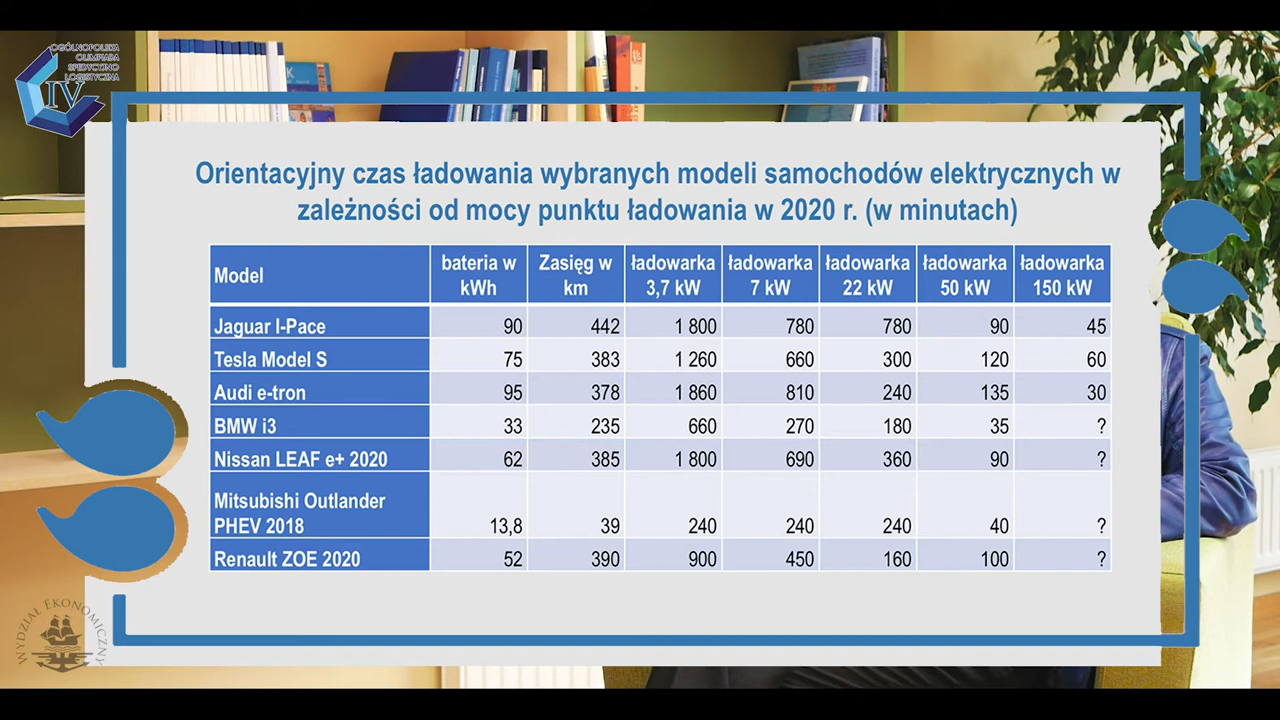 OGÓLNOPOLSKA
OLIMPIADA
SPEDYCYJNO
LOGISTYCZNA
IV
Orientacyjny czas ładowania wybranych modeli samochodów elektrycznych w
zależności od mocy punktu ładowania w 2020 r. (w minutach)
Model bateria w kWh Zasięg w km ładowarka 3,7 kW ładowarka 7 kW ładowarka 22 kW ładowarka 50 kW ładowarka 150 kW
Jaguar I-Pace 90 442 1 800 780 780 90 45
Tesla Model S 75 383 1 260 660 300 120 60
Audi e-tron 95 378 1 860 810 240 135 30
BMW i3 33 235 660 270 180 35 ?
Nissan LEAF e+ 2020 62 385 1 800 690 360 90 ?
Mitsubishi Outlander
PHEV 2018 13,8 39 240 240 240 40 ?
Renault ZOE 2020 52 390 900 450 160 100 ?
WYDZIAŁ EKONOMICZNY